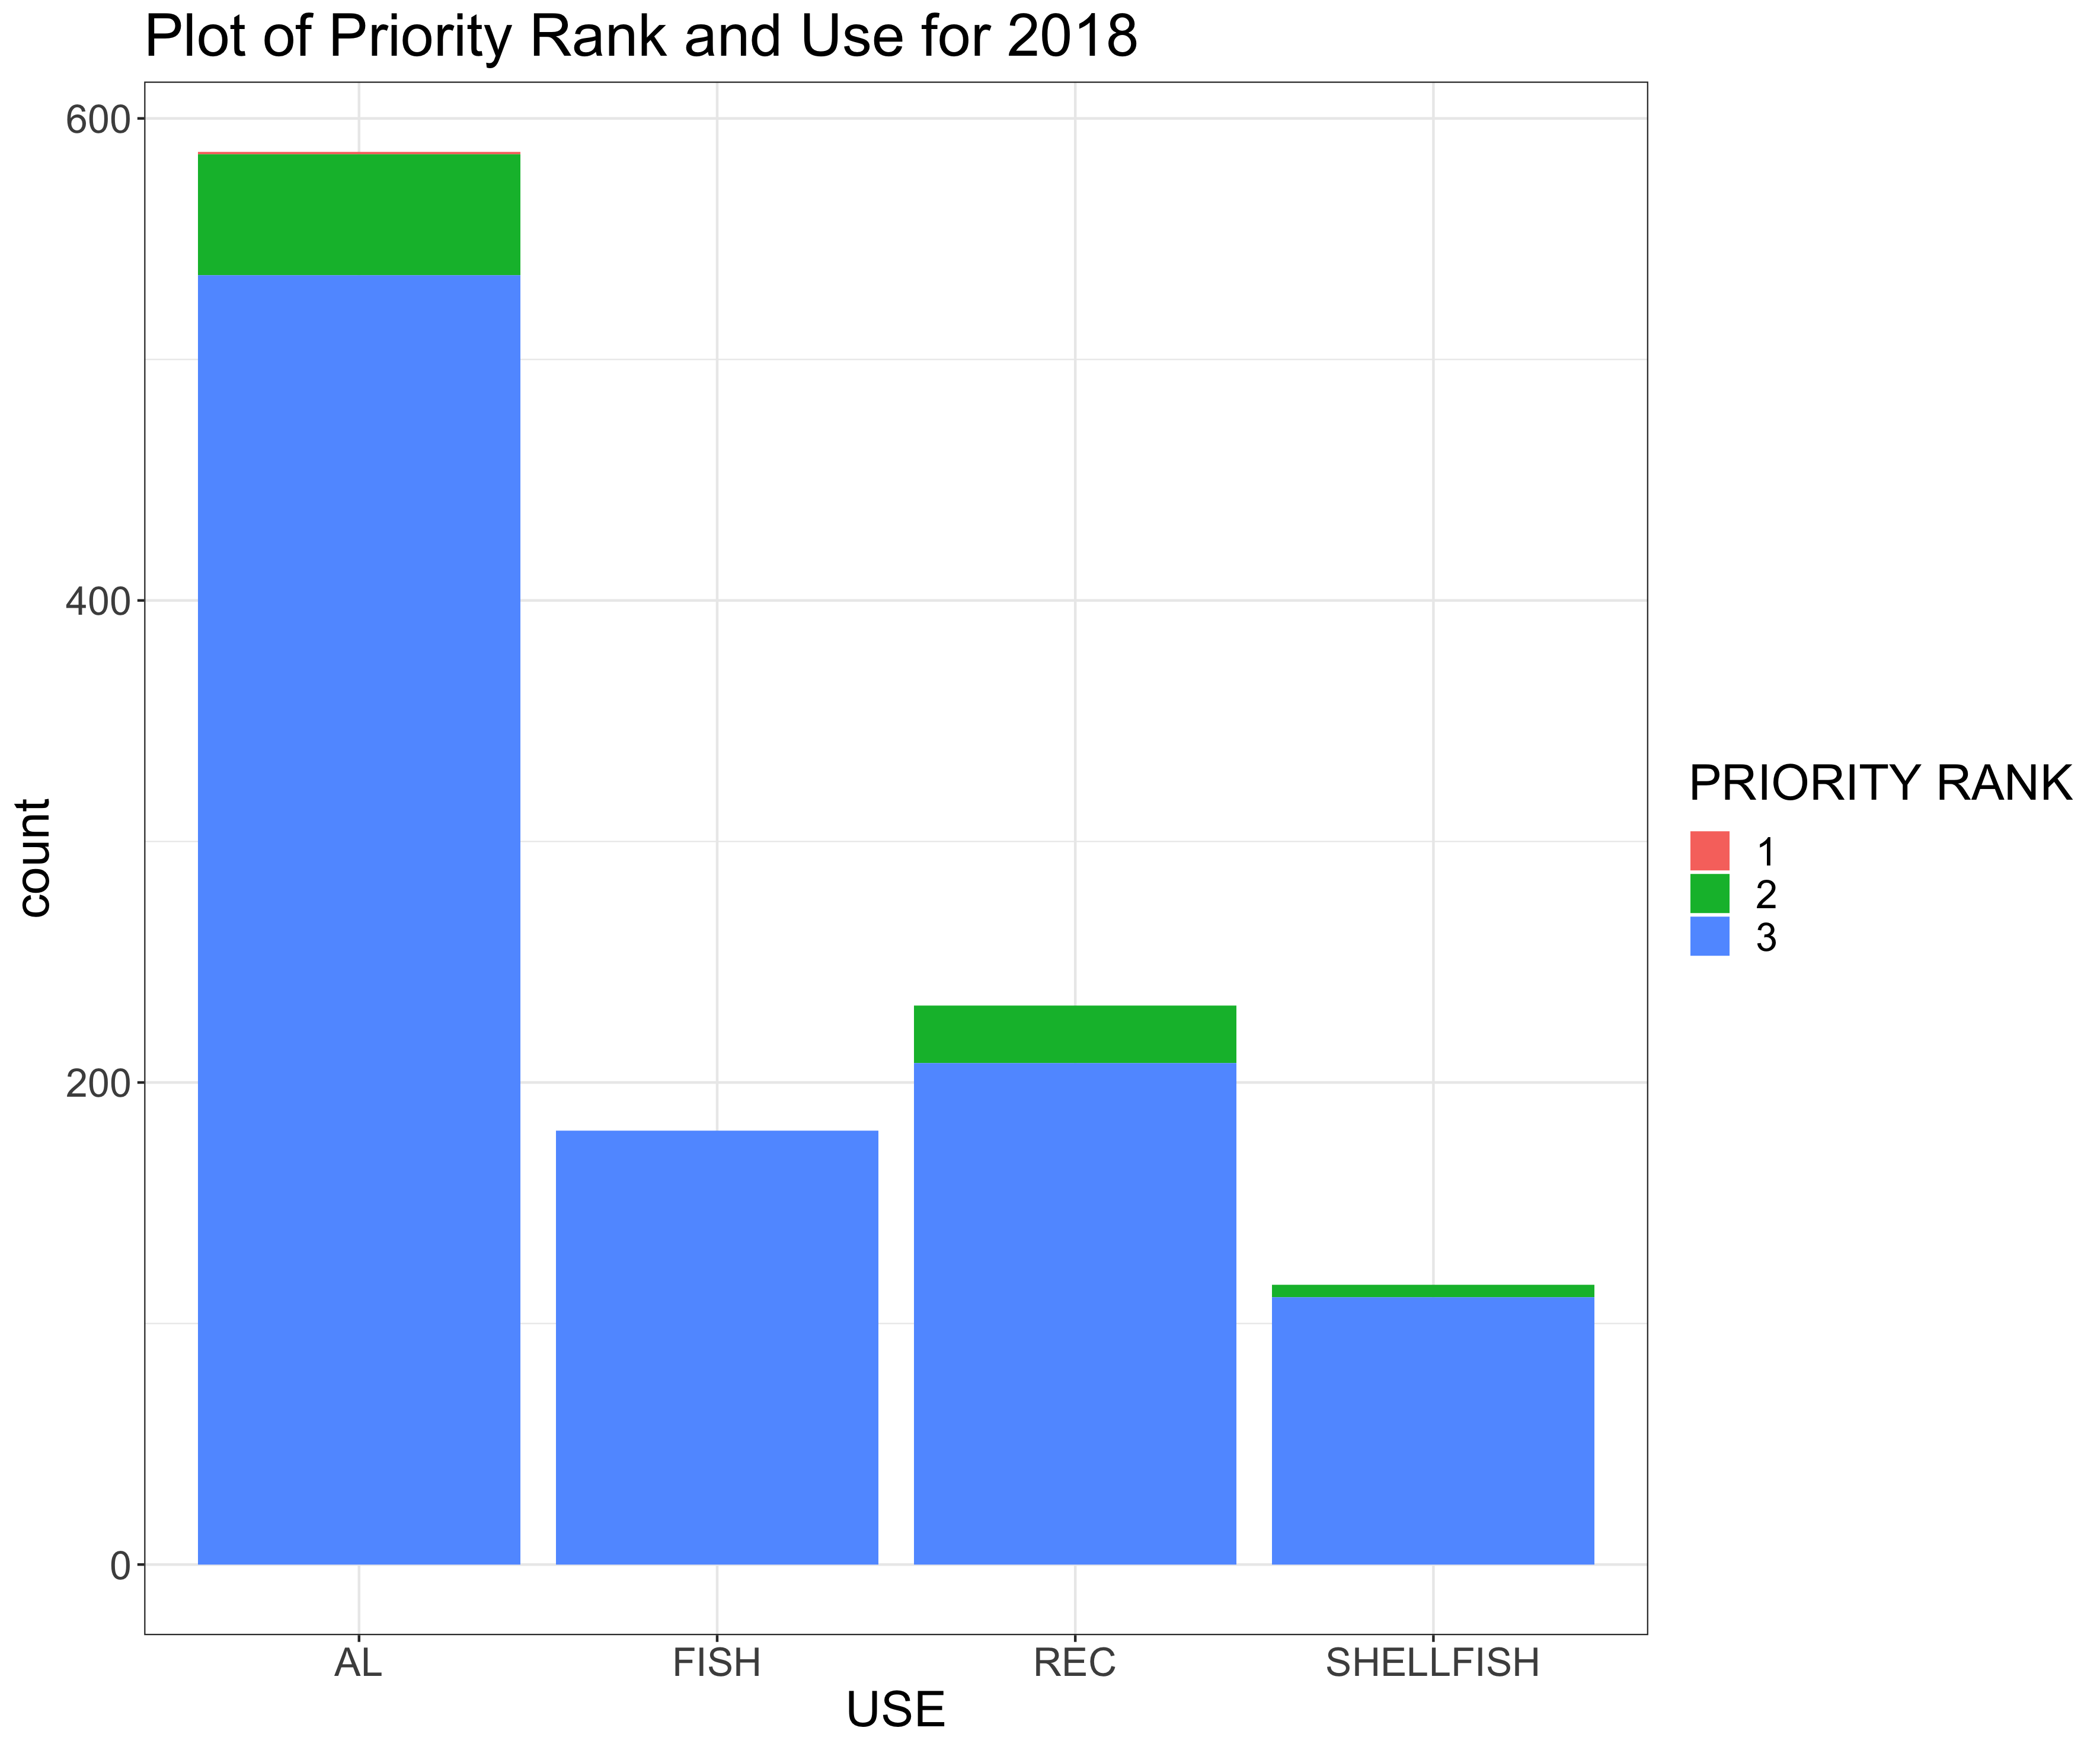 Plot of Priority Rank and Use for 2018
600
400
200
0
count
AL
FISH
REC
SHELLFISH
USE
PRIORITY RANK
1
2
3